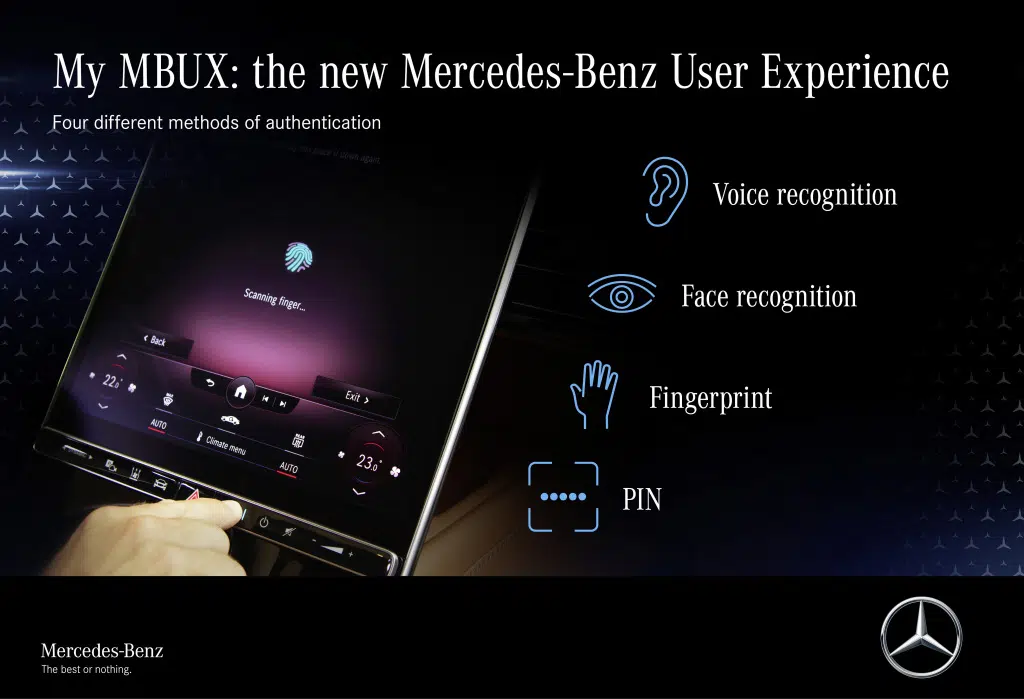 My MBUX: the new Mercedes-Benz User Experience
Four different methods of authentication
Voice recognition
Scanning finger...
Face recognition
Back
Exit
22.0°
AUTO
Climate menu
AUTO
23.0°
Fingerprint
PIN
Mercedes-Benz
The best or nothing.